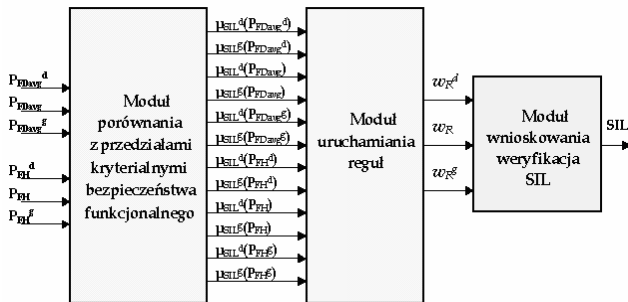 P_FDavg^d
P_FDavg
P_FDavg^g
P_FH^d
P_FH
P_FH^g
Moduł
porównania
z przedziałami
kryterialnymi
bezpieczeństwa
funkcjonalnego
μ_SIL^d(P_FDavg^d)
μ_SIL^g(P_FDavg^d)
μ_SIL^d(P_FDavg)
μ_SIL^g(P_FDavg)
μ_SIL^d(P_FDavg^g)
μ_SIL^g(P_FDavg^g)
μ_SIL^d(P_FH^d)
μ_SIL^g(P_FH^d)
μ_SIL^d(P_FH)
μ_SIL^g(P_FH)
μ_SIL^d(P_FH^g)
μ_SIL^g(P_FH^g)
Moduł
uruchamiania
reguł
w_R^d
w_R
w_R^g
Moduł
wnioskowania
weryfikacja
SIL
SIL